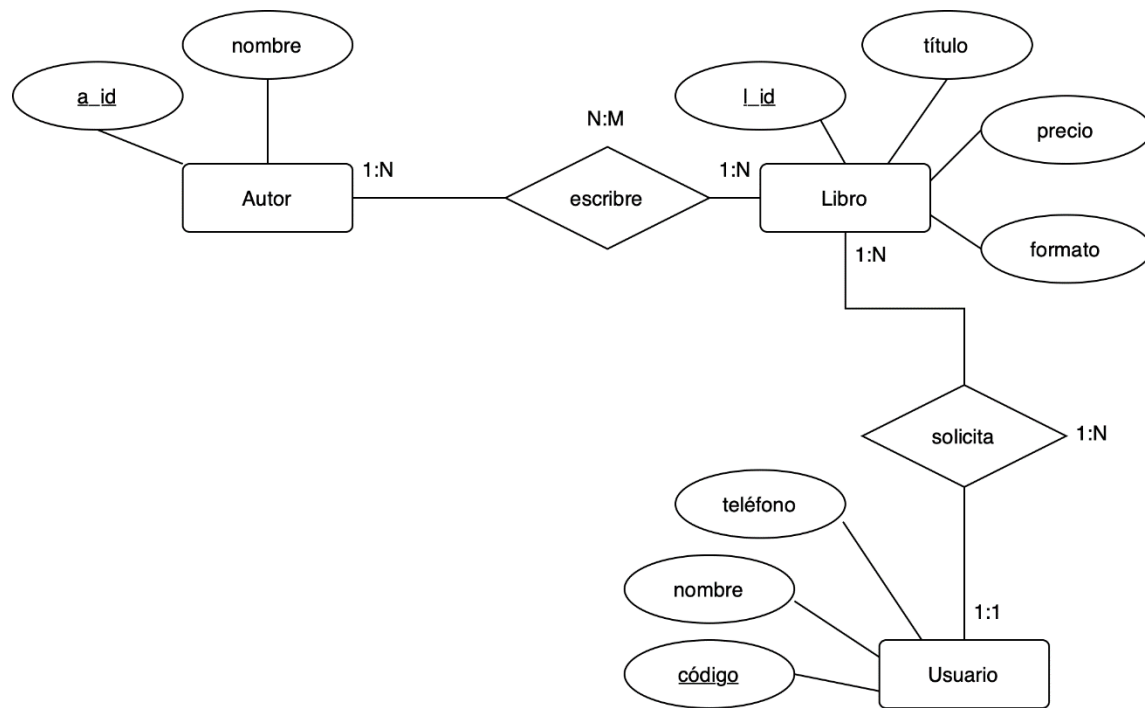 nombre
título
a_id
l_id
N:M
precio
1:N
1:N
Autor
escribre
Libro
formato
1:N
solicita
1:N
teléfono
nombre
1:1
código
Usuario